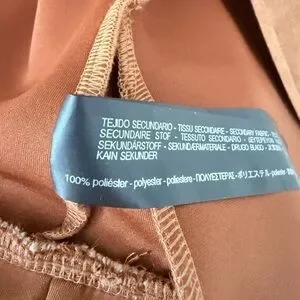 TEJIDO SECUNDARIO - TISSU SECONDAIRE - SECONDARY FABRIC -
SECUNDAIRE STOF - TESSUTO SECONDARIO -
SEKUNDÄRSTOFF - SEKUNDÆRMATERIALE - DRUGO BLAGO -
KAIN SEKUNDER
100% poliéster - polyester - poliestere - ΠΟΛΥΕΣΤΕΡΑΣ - ポリエステル -